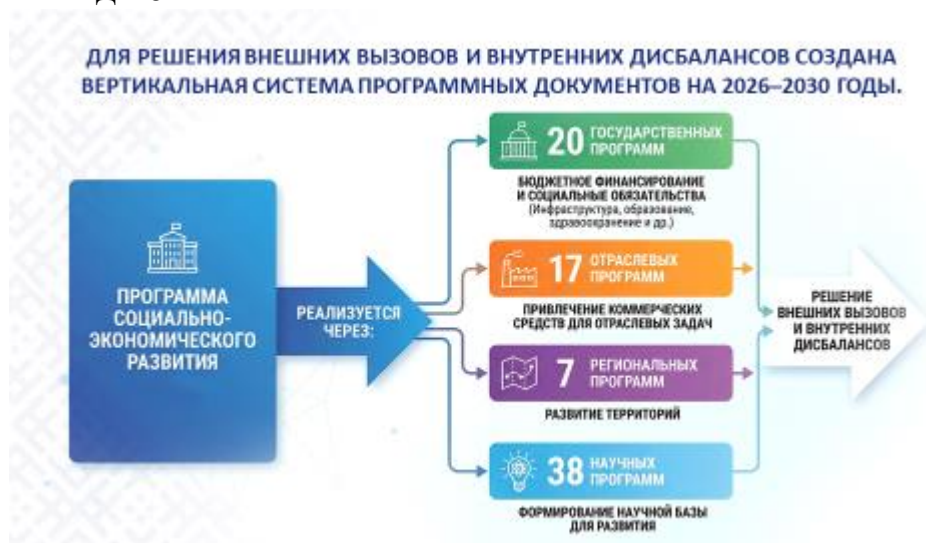 ДЛЯ РЕШЕНИЯ ВНЕШНИХ ВЫЗОВОВ И ВНУТРЕННИХ ДИСБАЛАНСОВ СОЗДАНА
ВЕРТИКАЛЬНАЯ СИСТЕМА ПРОГРАММНЫХ ДОКУМЕНТОВ НА 2026–2030 ГОДЫ.
ПРОГРАММА
СОЦИАЛЬНО-
ЭКОНОМИЧЕСКОГО
РАЗВИТИЯ
РЕАЛИЗУЕТСЯ
ЧЕРЕЗ:
20 ГОСУДАРСТВЕННЫХ
ПРОГРАММ
БЮДЖЕТНОЕ ФИНАНСИРОВАНИЕ
И СОЦИАЛЬНЫЕ ОБЯЗАТЕЛЬСТВА
(Инфраструктура, образование,
здравоохранение и др.)
17 ОТРАСЛЕВЫХ
ПРОГРАММ
ПРИВЛЕЧЕНИЕ КОММЕРЧЕСКИХ
СРЕДСТВ ДЛЯ ОТРАСЛЕВЫХ ЗАДАЧ
7 РЕГИОНАЛЬНЫХ
ПРОГРАММ
РАЗВИТИЕ ТЕРРИТОРИЙ
38 НАУЧНЫХ
ПРОГРАММ
ФОРМИРОВАНИЕ НАУЧНОЙ БАЗЫ
ДЛЯ РАЗВИТИЯ
РЕШЕНИЕ
ВНЕШНИХ ВЫЗОВОВ
И ВНУТРЕННИХ
ДИСБАЛАНСОВ